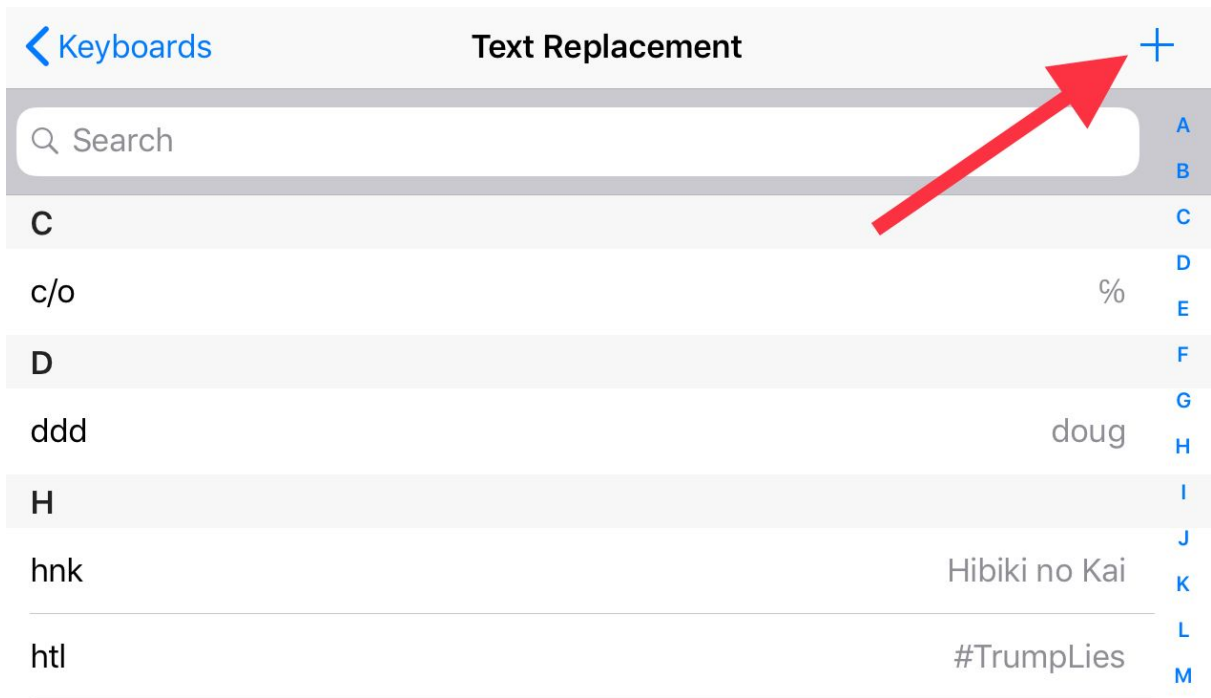 Keyboards Text Replacement +
Search
C
c/o ℅
D
ddd doug
H
hnk Hibiki no Kai
htl #TrumpLies
A
B
C
D
E
F
G
H
I
J
K
L
M